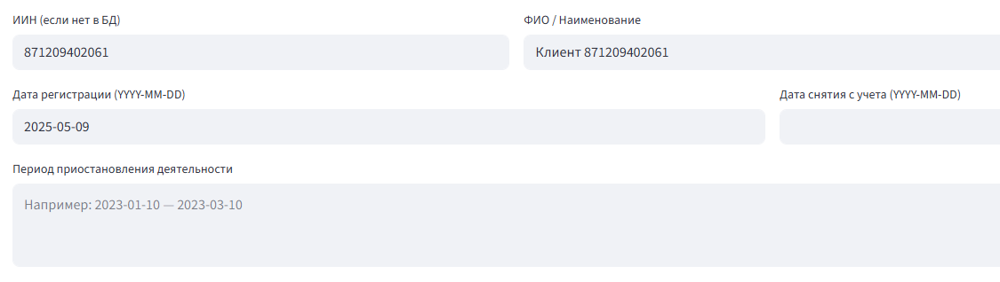 ИИН (если нет в БД)
ФИО / Наименование
871209402061
Клиент 871209402061
Дата регистрации (YYYY-MM-DD)
Дата снятия с учета (YYYY-MM-DD)
2025-05-09
Период приостановления деятельности
Например: 2023-01-10 — 2023-03-10